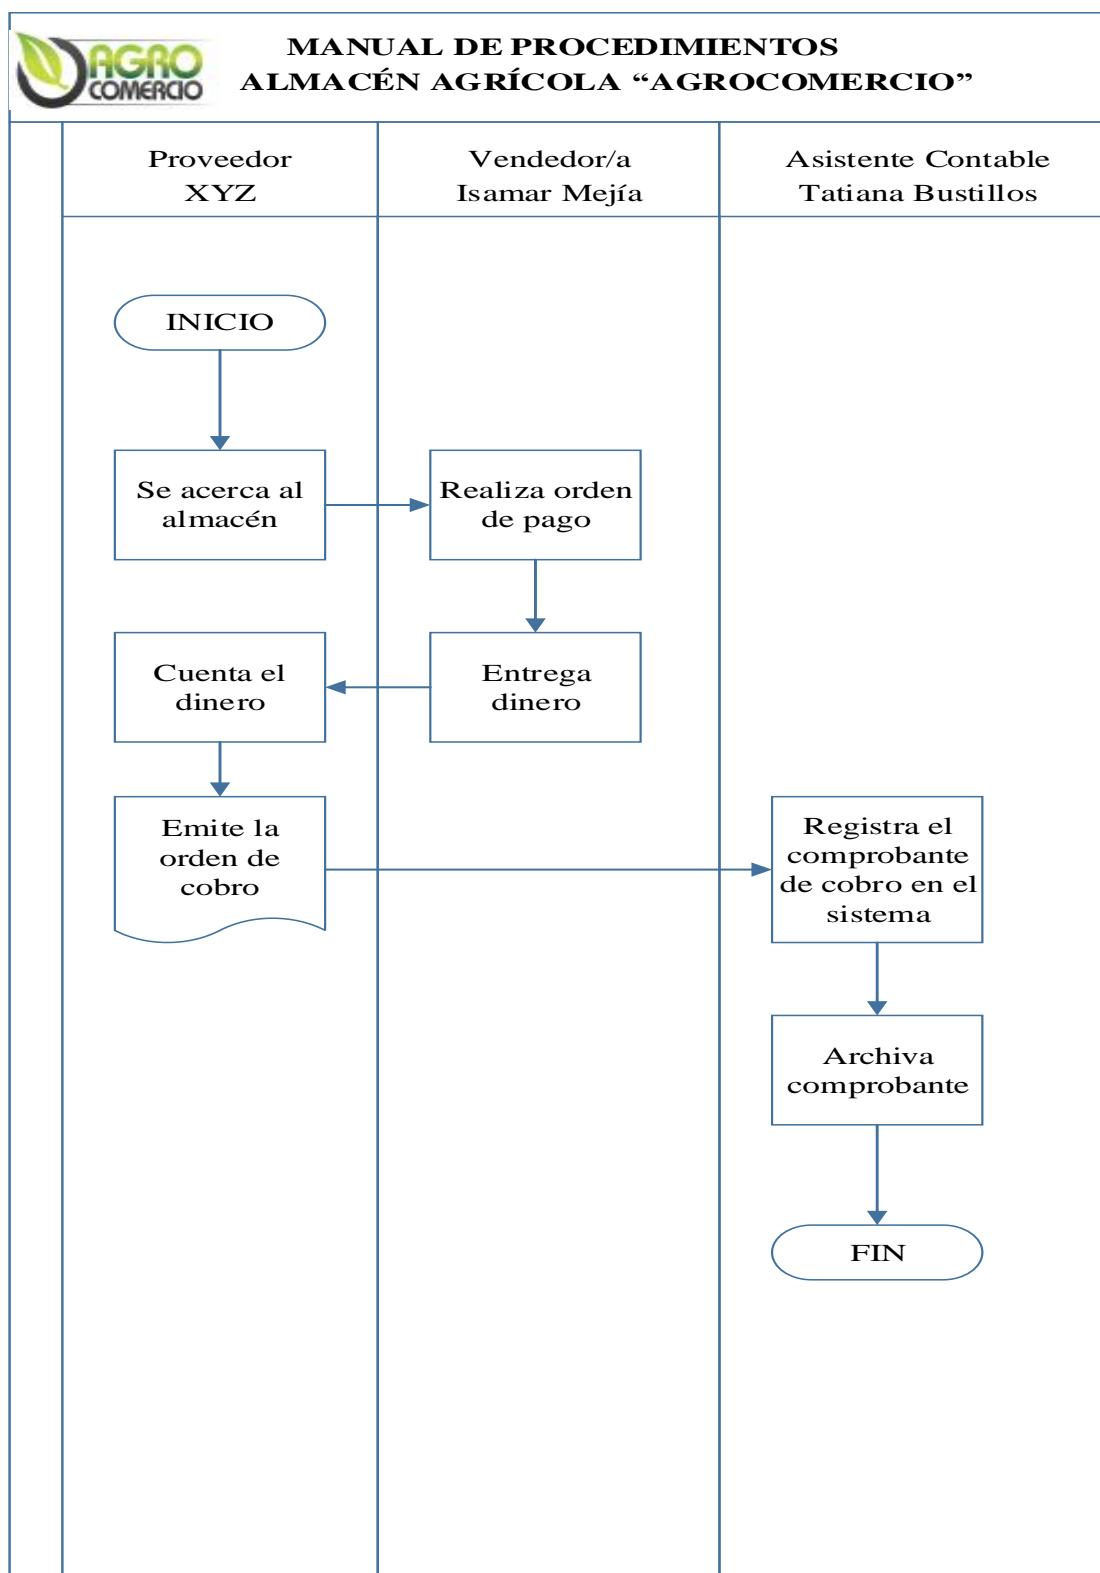 AGRO
COMERCIO
MANUAL DE PROCEDIMIENTOS
ALMACÉN AGRÍCOLA “AGROCOMERCIO”
Proveedor
XYZ
Vendedor/a
Isamar Mejía
Asistente Contable
Tatiana Bustillos
INICIO
Se acerca al
almacén
Realiza orden
de pago
Cuenta el
dinero
Entrega
dinero
Emite la
orden de
cobro
Registra el
comprobante
de cobro en el
sistema
Archiva
comprobante
FIN